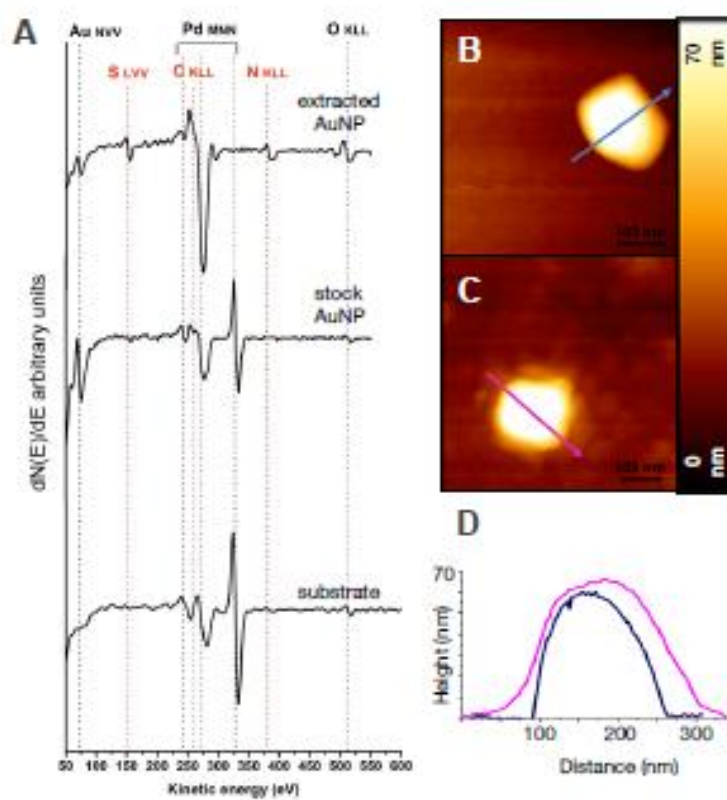 A
Au NVV
Pd MNN
O KLL
S LVV
C KLL
N KLL
extracted
AuNP
stock
AuNP
substrate
dN(E)/dE arbitrary units
50 100 150 200 250 300 350 400 450 500 550 600
Kinetic energy (eV)
B
C
70
nm
0
nm
D
70
Height (nm)
100 200 300
Distance (nm)